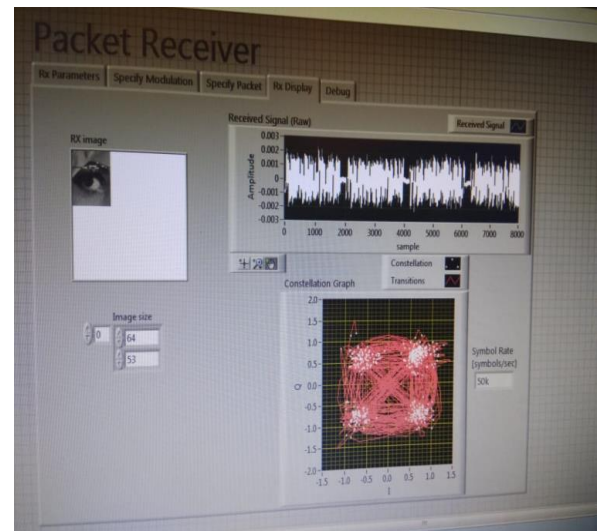 Packet Receiver
Rx Parameters
Specify Modulation
Specify Packet
Rx Display
Debug
RX image
Image size
0
64
53
Received Signal (Raw)
Received Signal
Amplitude
0.003
0.002
0.001
0
-0.001
-0.002
-0.003
0 1000 2000 3000 4000 5000 6000 7000 8000
sample
Constellation
Transitions
Constellation Graph
Q
2.0
1.5
1.0
0.5
0.0
-0.5
-1.0
-1.5
-2.0
-1.5 -1.0 -0.5 0.0 0.5 1.0 1.5
I
Symbol Rate
(symbols/sec)
50k